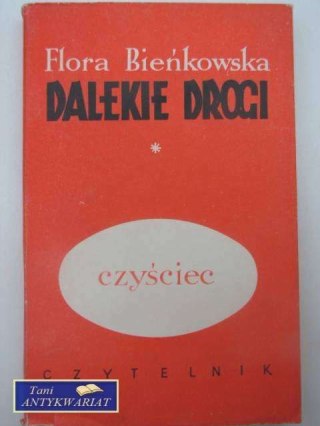 Flora Bieńkowska
DALEKIE DROGI
*
czyściec
CZYTELNIK
Tani
ANTYKWARIAT